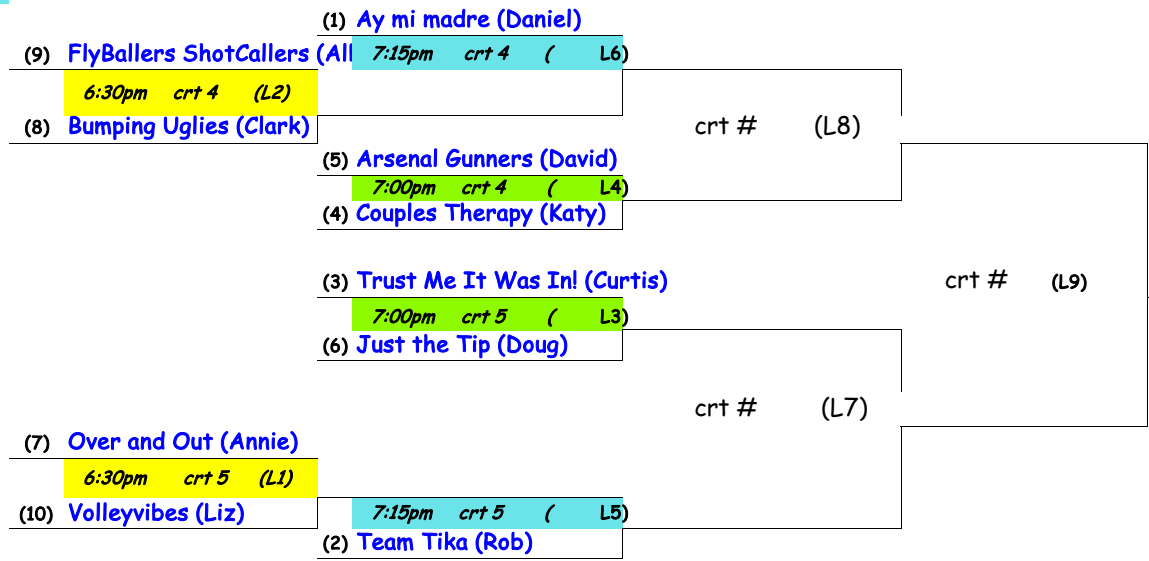 (1) Ay mi madre (Daniel)
(9) FlyBallers ShotCallers (All
7:15pm crt 4 ( L6)
6:30pm crt 4 (L2)
(8) Bumping Uglies (Clark)
crt # (L8)
(5) Arsenal Gunners (David)
7:00pm crt 4 ( L4)
(4) Couples Therapy (Katy)
(3) Trust Me It Was In! (Curtis)
crt # (L9)
7:00pm crt 5 ( L3)
(6) Just the Tip (Doug)
crt # (L7)
(7) Over and Out (Annie)
6:30pm crt 5 (L1)
(10) Volleyvibes (Liz)
7:15pm crt 5 ( L5)
(2) Team Tika (Rob)